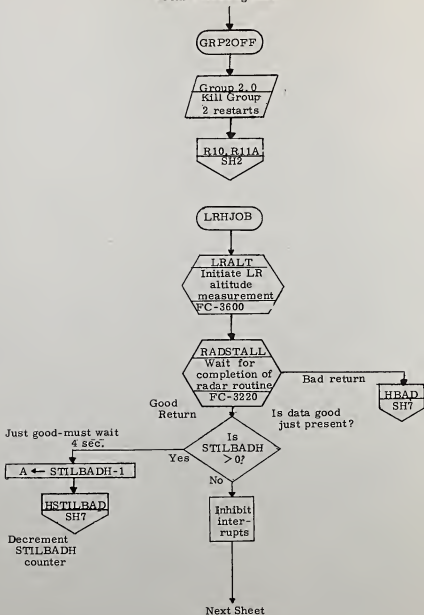 GRP2OFF
Group 2.0
Kill Group
2 restarts
R10, R11A
SH2
LRHJOB
LRALT
Initiate LR
altitude
measurement
FC-3600
RADSTALL
Wait for
completion of
radar routine
FC-3220
Bad return
HBAD
SH7
Good
Return
Is data good
just present?
Just good-must wait
4 sec.
Is
STILBADH
> 0?
Yes
No
A ← STILBADH-1
HSTILBAD
SH7
Decrement
STILBADH
counter
Inhibit
inter-
rupts
Next Sheet